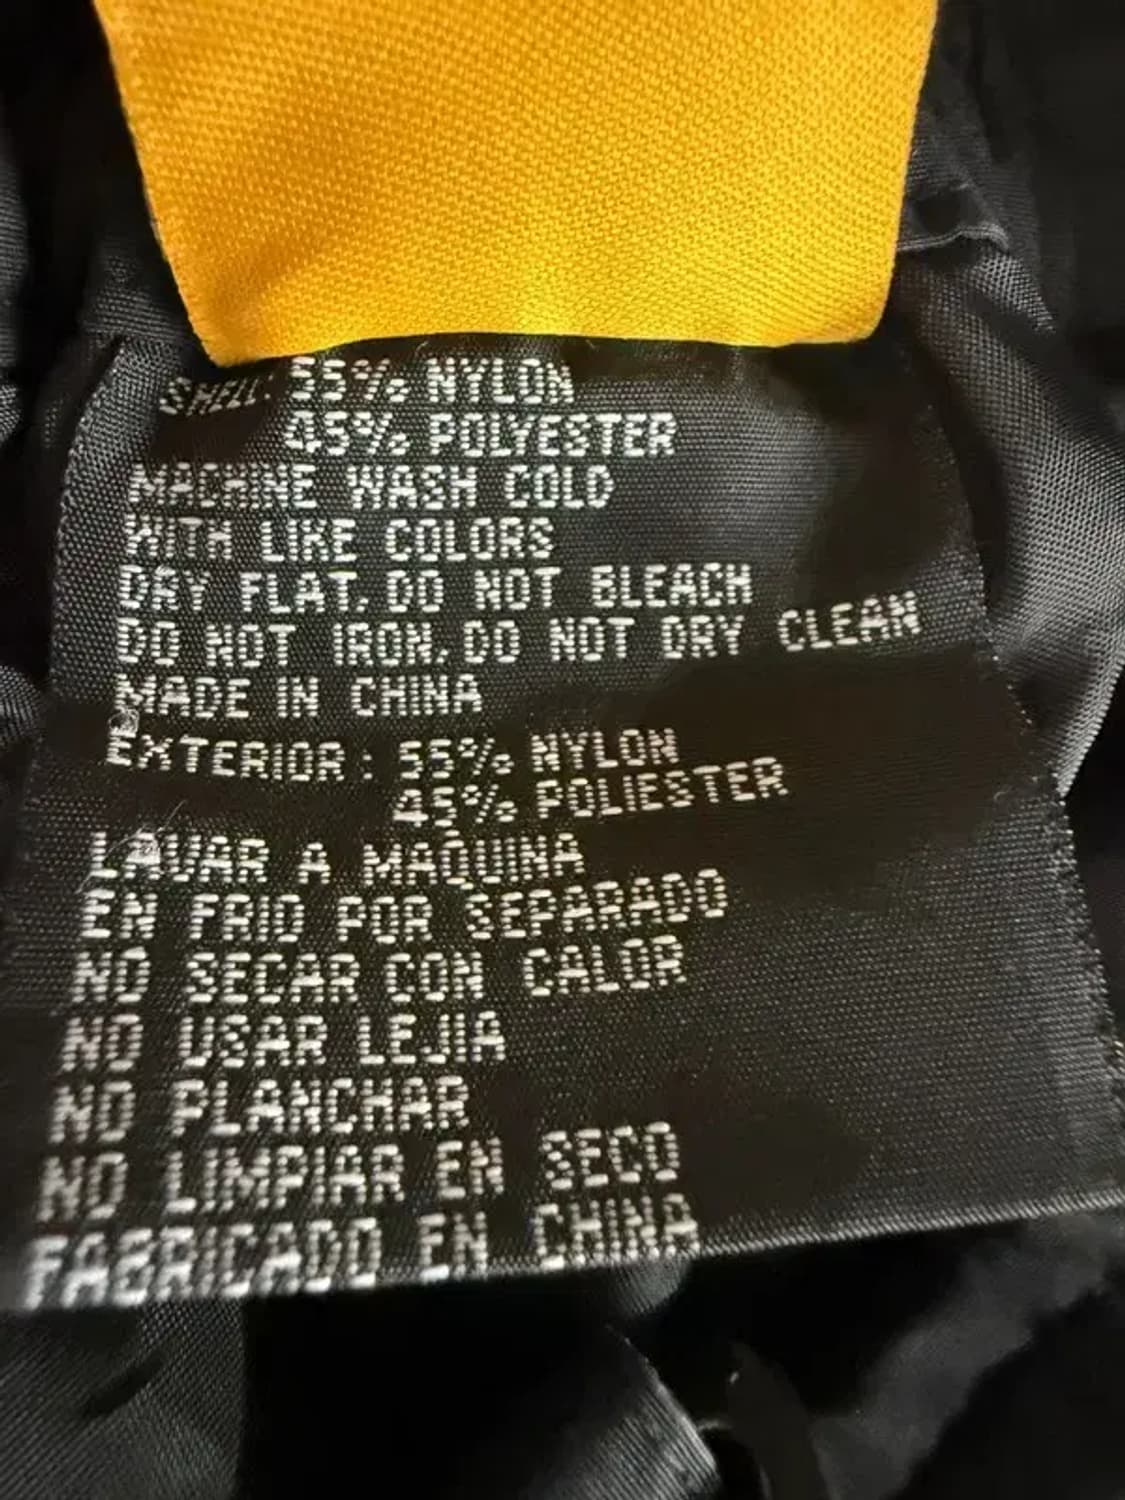 SHELL: 55% NYLON
45% POLYESTER
MACHINE WASH COLD
WITH LIKE COLORS
DRY FLAT. DO NOT BLEACH
DO NOT IRON. DO NOT DRY CLEAN
MADE IN CHINA
EXTERIOR: 55% NYLON
45% POLIESTER
LAVAR A MAQUINA
EN FRIO POR SEPARADO
NO SECAR CON CALOR
NO USAR LEJIA
NO PLANCHAR
NO LIMPIAR EN SECO
FABRICADO EN CHINA